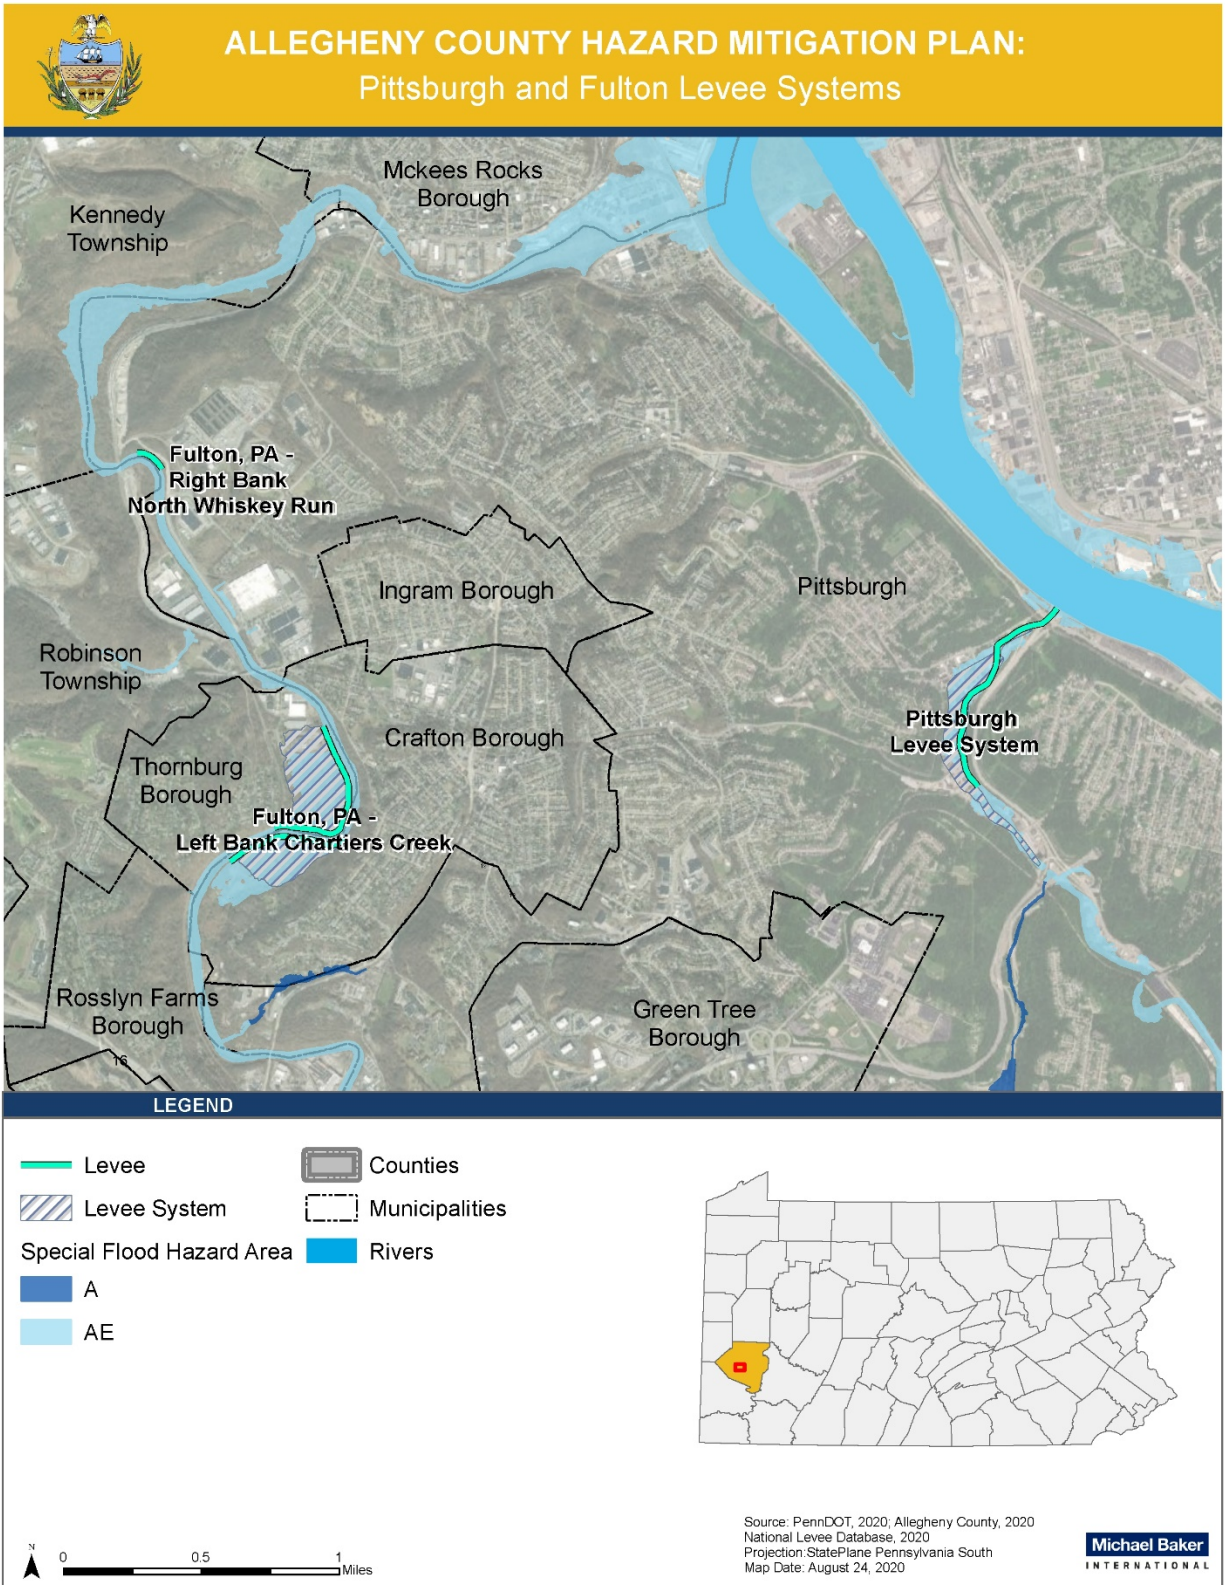 ALLEGHENY COUNTY HAZARD MITIGATION PLAN:
Pittsburgh and Fulton Levee Systems
Mckees Rocks
Borough
Kennedy
Township
Fulton, PA -
Right Bank
North Whiskey Run
Ingram Borough
Pittsburgh
Robinson
Township
Pittsburgh
Levee System
Crafton Borough
Thornburg
Borough
Fulton, PA -
Left Bank Chartiers Creek
Rosslyn Farms
Borough
Green Tree
Borough
16
LEGEND
Levee
Levee System
Special Flood Hazard Area
A
AE
Counties
Municipalities
Rivers
N
0 0.5 1
Miles
Source: PennDOT, 2020; Allegheny County, 2020
National Levee Database, 2020
Projection:StatePlane Pennsylvania South
Map Date: August 24, 2020
Michael Baker
INTERNATIONAL